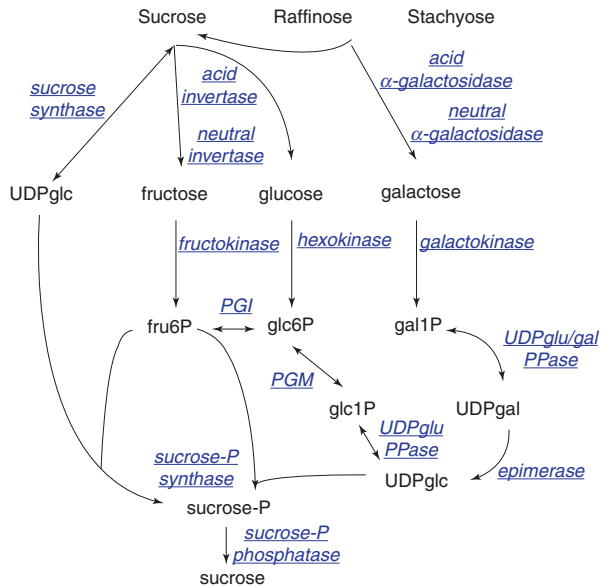 Sucrose Raffinose Stachyose
sucrose
synthase
acid
invertase
neutral
invertase
acid
α-galactosidase
neutral
α-galactosidase
UDPglc fructose glucose galactose
fructokinase hexokinase galactokinase
fru6P PGI glc6P gal1P
UDPglu/gal
PPase
PGM
glc1P UDPgal
UDPglu
PPase
sucrose-P
synthase
UDPglc epimerase
sucrose-P
sucrose-P
phosphatase
sucrose